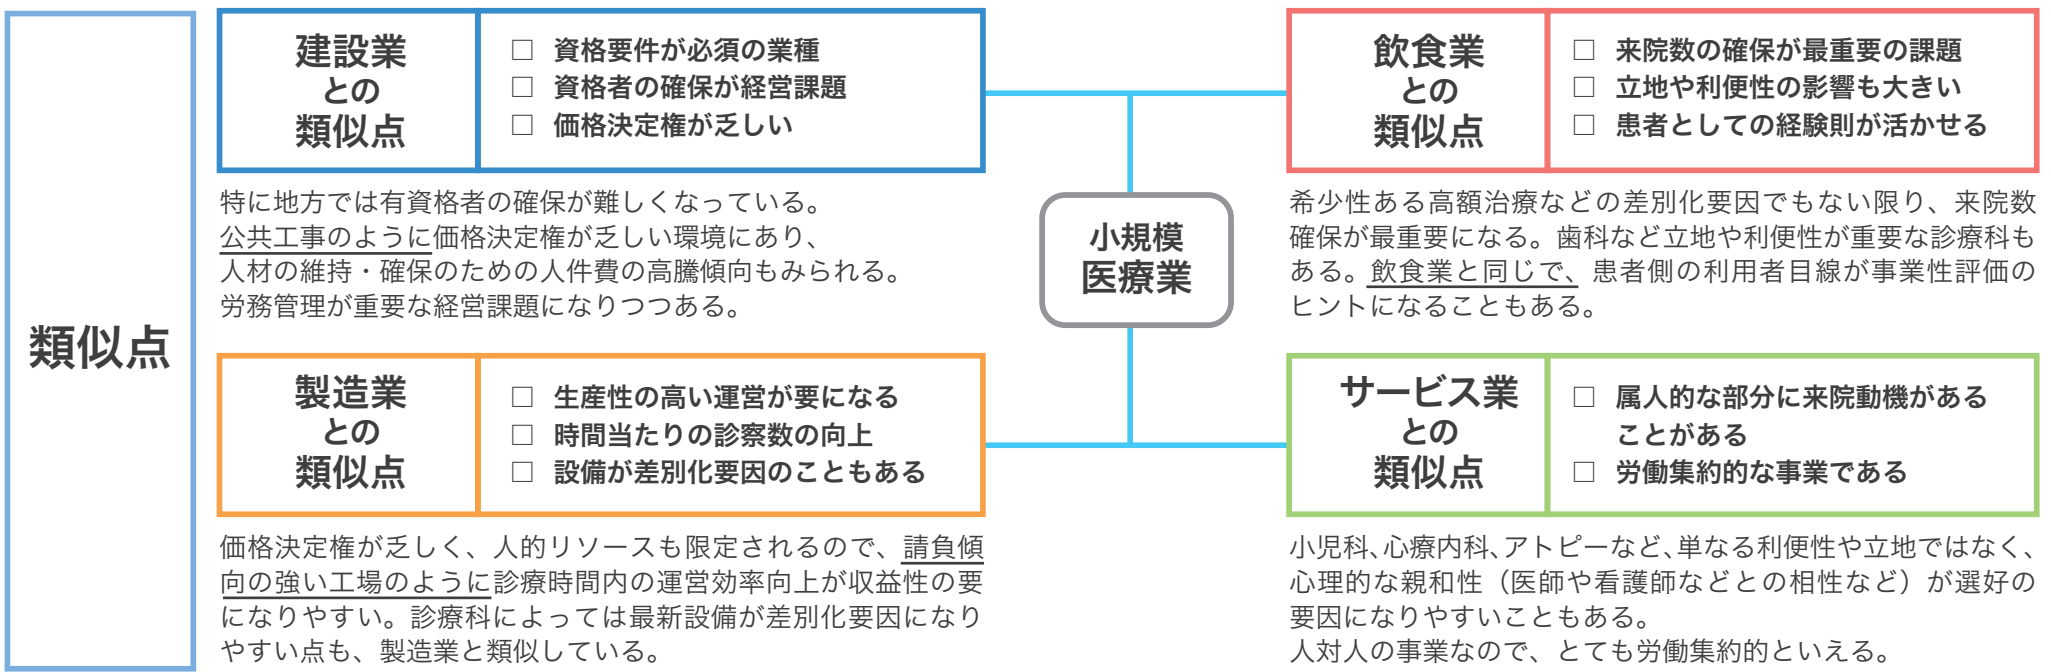 類似点
建設業
との
類似点
□ 資格要件が必須の業種
□ 資格者の確保が経営課題
□ 価格決定権が乏しい
特に地方では有資格者の確保が難しくなっている。
公共工事のように価格決定権が乏しい環境にあり、
人材の維持・確保のための人件費の高騰傾向もみられる。
労務管理が重要な経営課題になりつつある。
製造業
との
類似点
□ 生産性の高い運営が要になる
□ 時間当たりの診察数の向上
□ 設備が差別化要因のこともある
価格決定権が乏しく、人的リソースも限定されるので、請負傾
向の強い工場のように診療時間内の運営効率向上が収益性の要
になりやすい。診療科によっては最新設備が差別化要因になり
やすい点も、製造業と類似している。
小規模
医療業
飲食業
との
類似点
□ 来院数の確保が最重要の課題
□ 立地や利便性の影響も大きい
□ 患者としての経験則が活かせる
希少性ある高額治療などの差別化要因でもない限り、来院数
確保が最重要になる。歯科など立地や利便性が重要な診療科も
ある。飲食業と同じで、患者側の利用者目線が事業性評価の
ヒントになることもある。
サービス業
との
類似点
□ 属人的な部分に来院動機がある
ことがある
□ 労働集約的な事業である
小児科、心療内科、アトピーなど、単なる利便性や立地ではなく、
心理的な親和性（医師や看護師などとの相性など）が選好の
要因になりやすいこともある。
人対人の事業なので、とても労働集約的といえる。